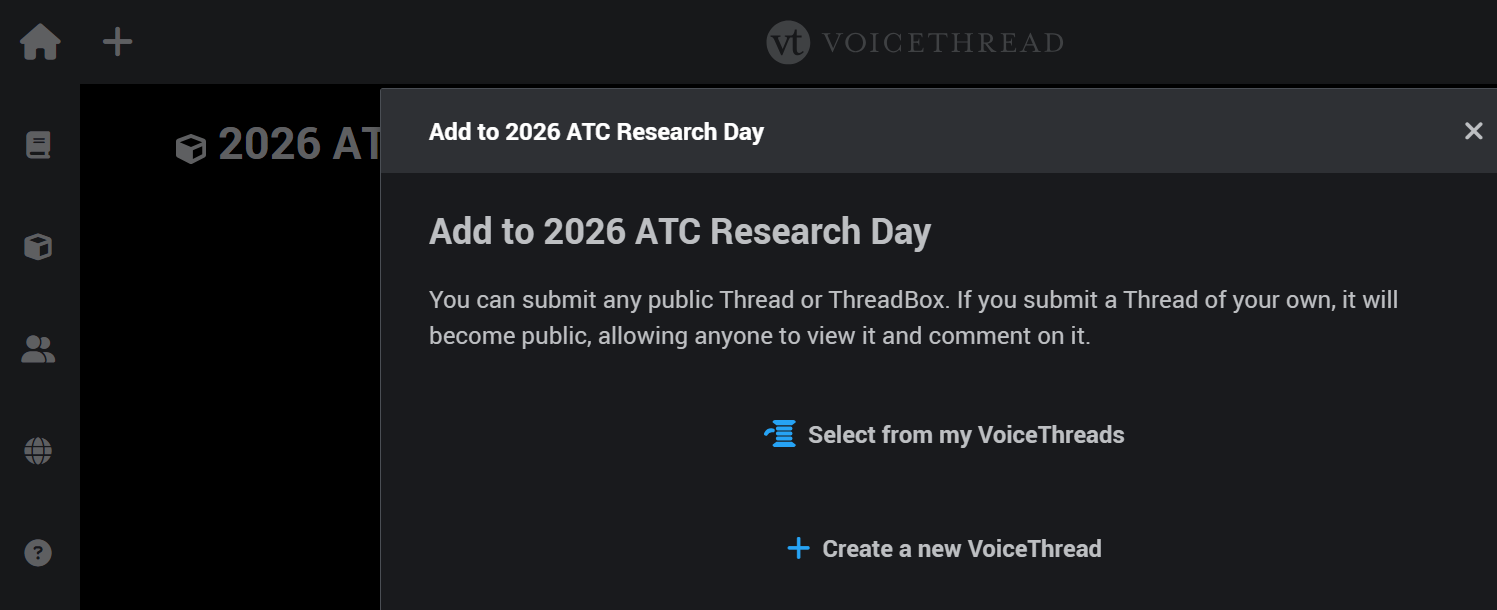 vt VOICETHREAD
2026 AT
Add to 2026 ATC Research Day
Add to 2026 ATC Research Day
You can submit any public Thread or ThreadBox. If you submit a Thread of your own, it will
become public, allowing anyone to view it and comment on it.
Select from my VoiceThreads
Create a new VoiceThread